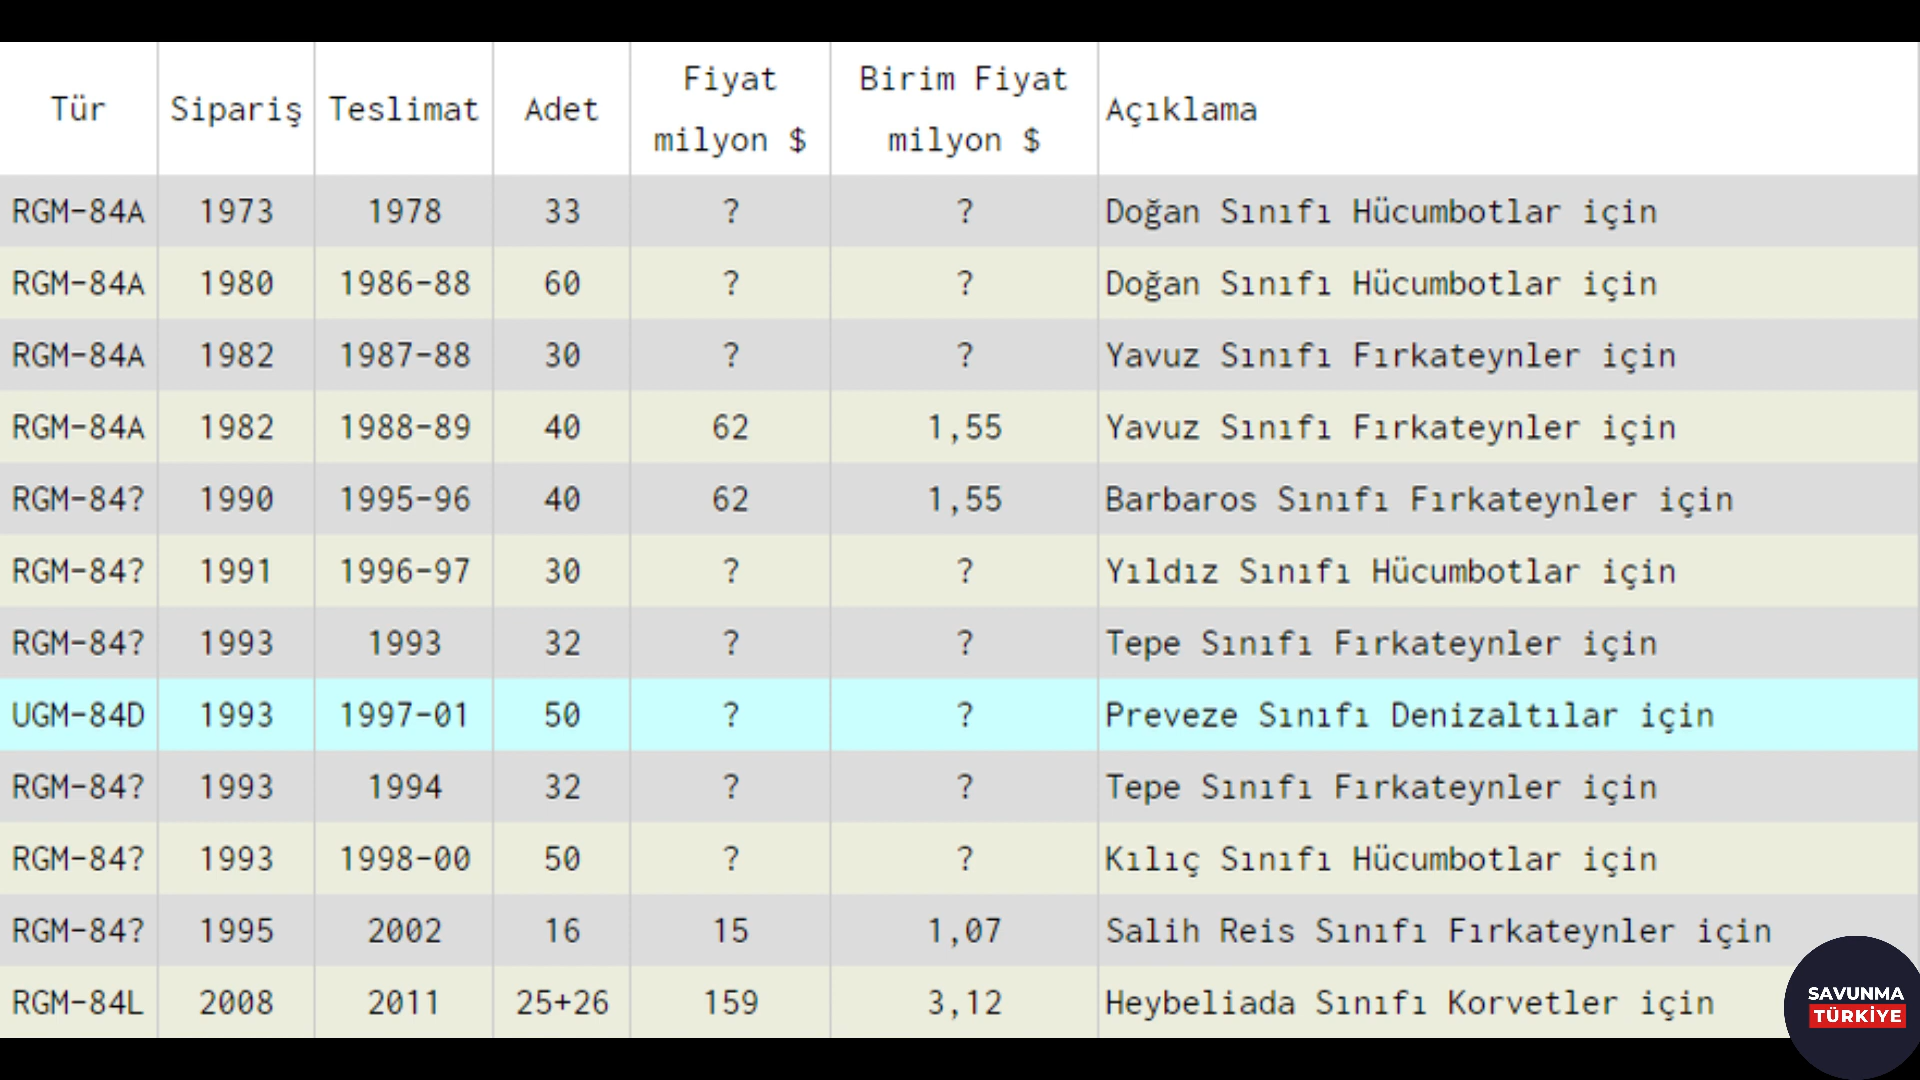 Tür Sipariş Teslimat Adet Fiyat milyon $ Birim Fiyat milyon $ Açıklama
RGM-84A 1973 1978 33 ? ? Doğan Sınıfı Hücumbotlar için
RGM-84A 1980 1986-88 60 ? ? Doğan Sınıfı Hücumbotlar için
RGM-84A 1982 1987-88 30 ? ? Yavuz Sınıfı Fırkateynler için
RGM-84A 1982 1988-89 40 62 1,55 Yavuz Sınıfı Fırkateynler için
RGM-84? 1990 1995-96 40 62 1,55 Barbaros Sınıfı Fırkateynler için
RGM-84? 1991 1996-97 30 ? ? Yıldız Sınıfı Hücumbotlar için
RGM-84? 1993 1993 32 ? ? Tepe Sınıfı Fırkateynler için
UGM-84D 1993 1997-01 50 ? ? Preveze Sınıfı Denizaltılar için
RGM-84? 1993 1994 32 ? ? Tepe Sınıfı Fırkateynler için
RGM-84? 1993 1998-00 50 ? ? Kılıç Sınıfı Hücumbotlar için
RGM-84? 1995 2002 16 15 1,07 Salih Reis Sınıfı Fırkateynler için
RGM-84L 2008 2011 25+26 159 3,12 Heybeliada Sınıfı Korvetler için
SAVUNMA
TÜRKİYE